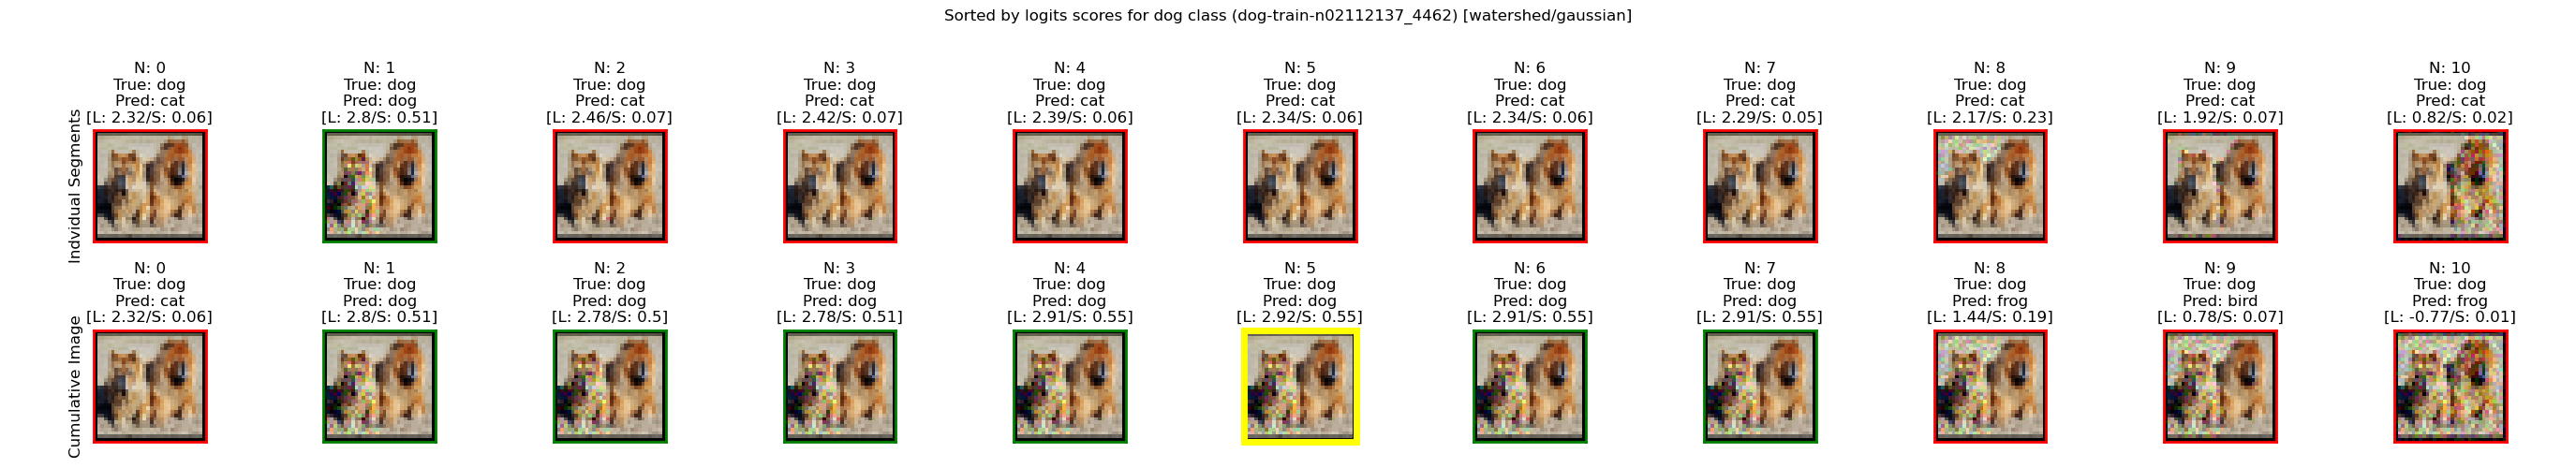 Sorted by logits scores for dog class (dog-train-n02112137_4462) [watershed/gaussian]
Indvidual Segments
N: 0
True: dog
Pred: cat
[L: 2.32/S: 0.06]
N: 1
True: dog
Pred: dog
[L: 2.8/S: 0.51]
N: 2
True: dog
Pred: cat
[L: 2.46/S: 0.07]
N: 3
True: dog
Pred: cat
[L: 2.42/S: 0.07]
N: 4
True: dog
Pred: cat
[L: 2.39/S: 0.06]
N: 5
True: dog
Pred: cat
[L: 2.34/S: 0.06]
N: 6
True: dog
Pred: cat
[L: 2.34/S: 0.06]
N: 7
True: dog
Pred: cat
[L: 2.29/S: 0.05]
N: 8
True: dog
Pred: cat
[L: 2.17/S: 0.23]
N: 9
True: dog
Pred: cat
[L: 1.92/S: 0.07]
N: 10
True: dog
Pred: cat
[L: 0.82/S: 0.02]
Cumulative Image
N: 0
True: dog
Pred: cat
[L: 2.32/S: 0.06]
N: 1
True: dog
Pred: dog
[L: 2.8/S: 0.51]
N: 2
True: dog
Pred: dog
[L: 2.78/S: 0.5]
N: 3
True: dog
Pred: dog
[L: 2.78/S: 0.51]
N: 4
True: dog
Pred: dog
[L: 2.91/S: 0.55]
N: 5
True: dog
Pred: dog
[L: 2.92/S: 0.55]
N: 6
True: dog
Pred: dog
[L: 2.91/S: 0.55]
N: 7
True: dog
Pred: dog
[L: 2.91/S: 0.55]
N: 8
True: dog
Pred: frog
[L: 1.44/S: 0.19]
N: 9
True: dog
Pred: bird
[L: 0.78/S: 0.07]
N: 10
True: dog
Pred: frog
[L: -0.77/S: 0.01]